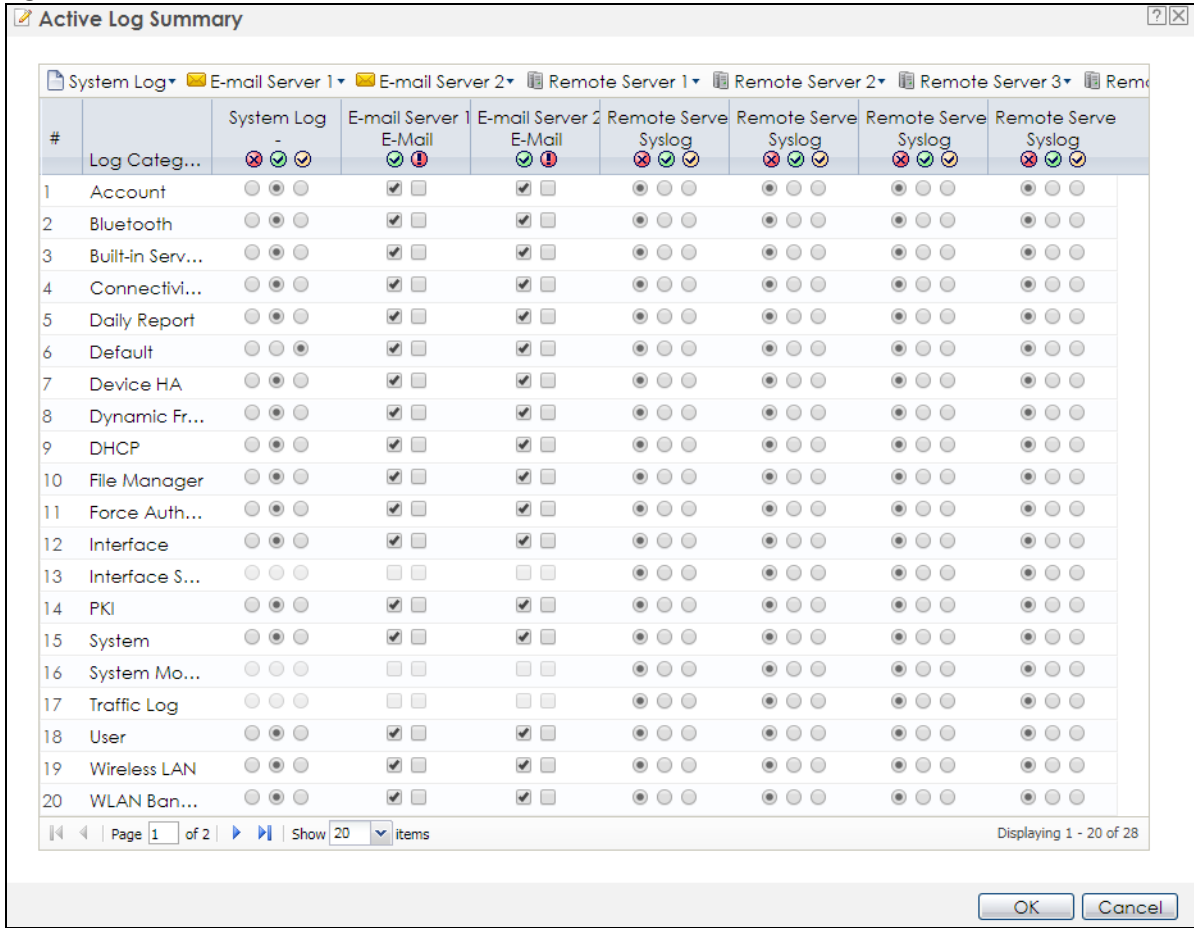 Active Log Summary
System Log E-mail Server 1 E-mail Server 2 Remote Server 1 Remote Server 2 Remote Server 3 Remo
# Log Categ... System Log - E-mail Server 1 E-Mail E-mail Server 2 E-Mail Remote Serve Syslog Remote Serve Syslog Remote Serve Syslog Remote Serve Syslog
1 Account
2 Bluetooth
3 Built-in Serv...
4 Connectivi...
5 Daily Report
6 Default
7 Device HA
8 Dynamic Fr...
9 DHCP
10 File Manager
11 Force Auth...
12 Interface
13 Interface S...
14 PKI
15 System
16 System Mo...
17 Traffic Log
18 User
19 Wireless LAN
20 WLAN Ban...
Page 1 of 2 Show 20 items Displaying 1 - 20 of 28
OK Cancel